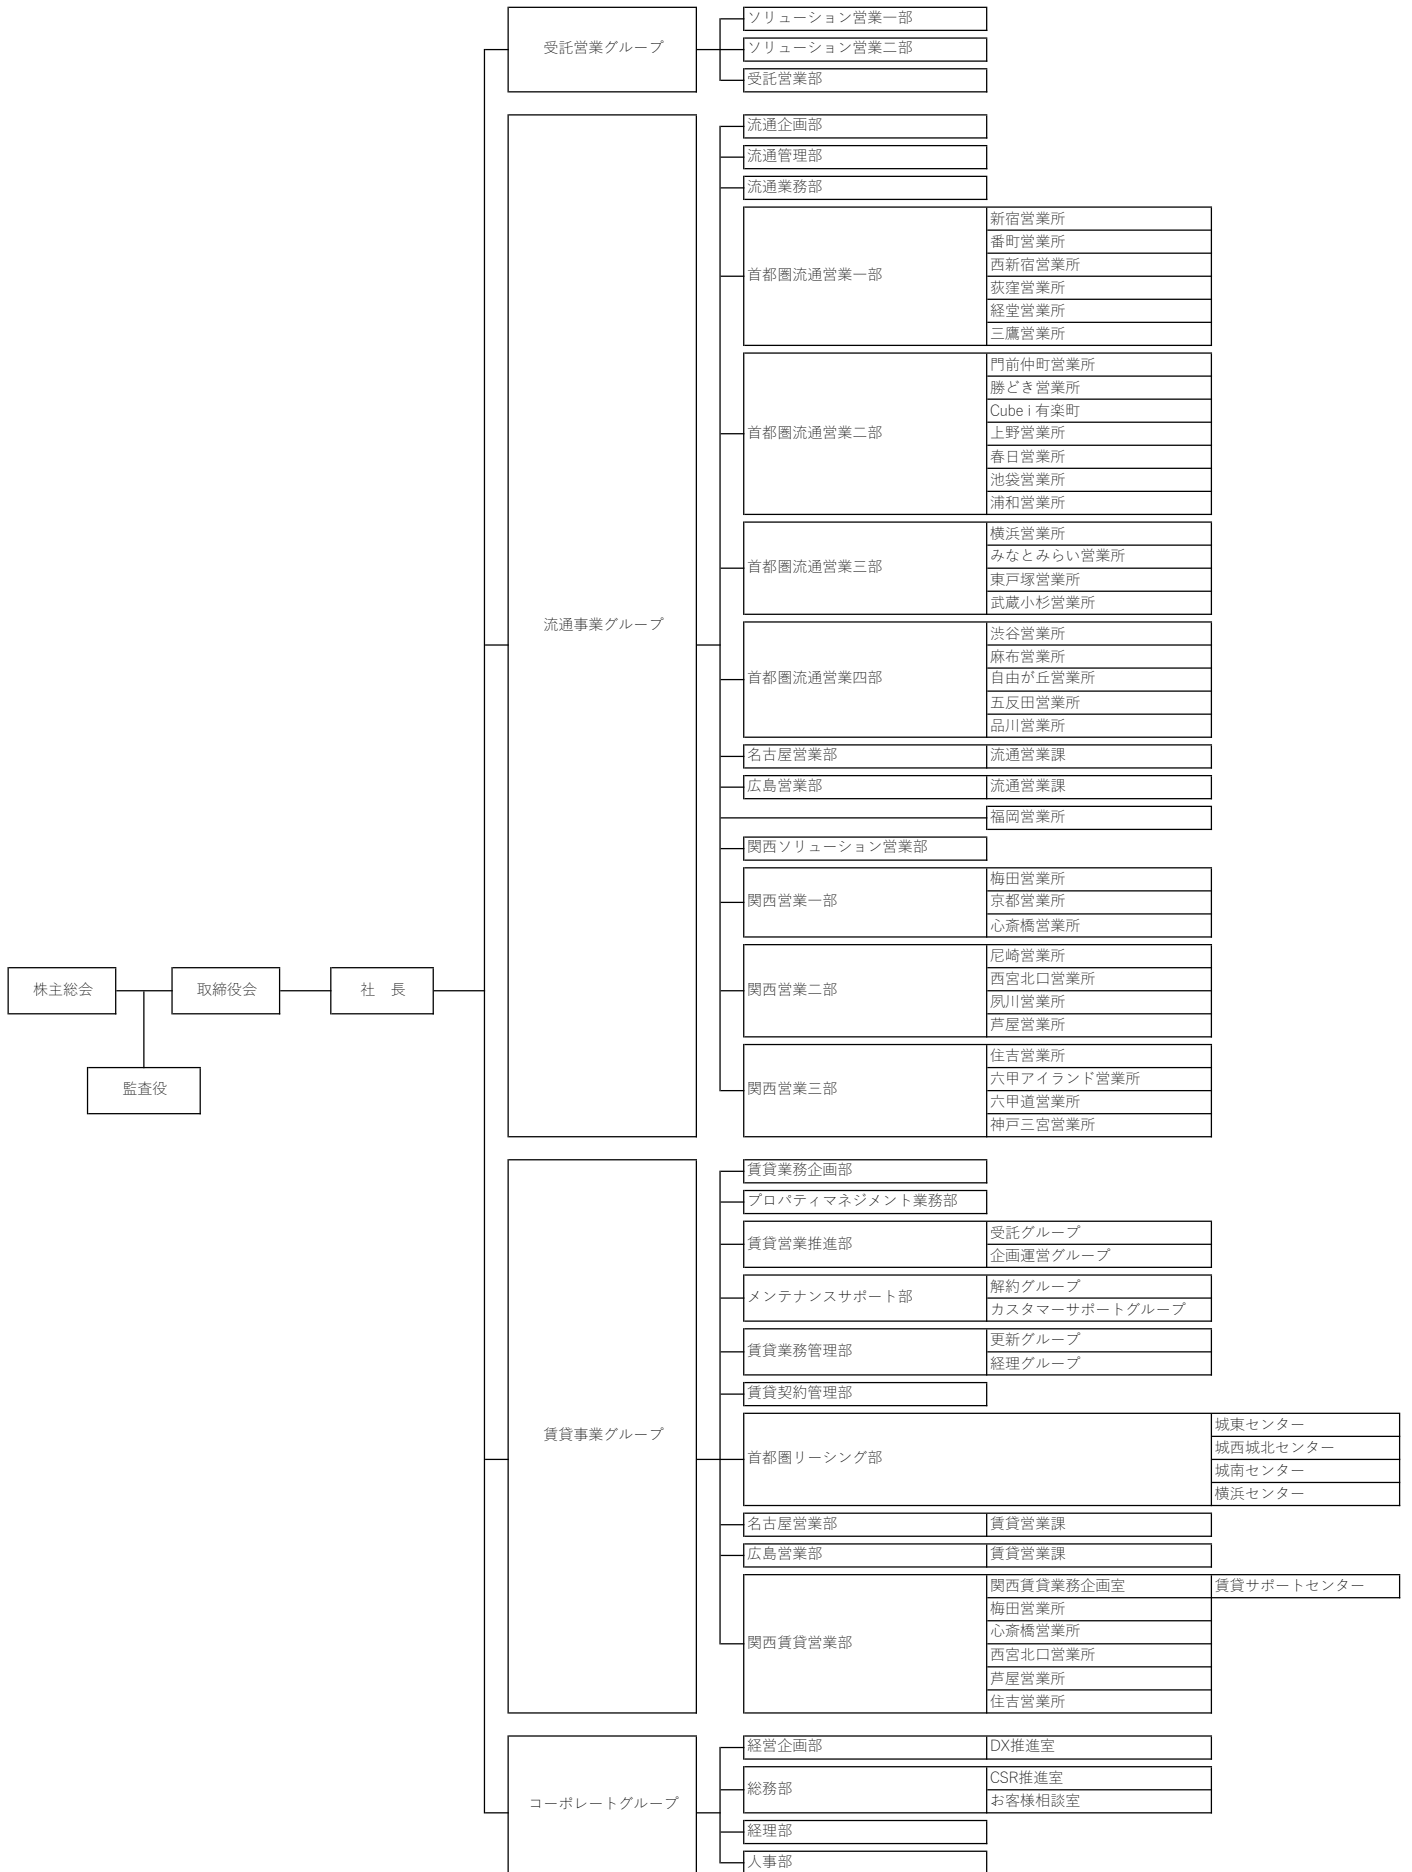 株主総会
取締役会
社　長
監査役
受託営業グループ
ソリューション営業一部
ソリューション営業二部
受託営業部
流通事業グループ
流通企画部
流通管理部
流通業務部
首都圏流通営業一部
新宿営業所
番町営業所
西新宿営業所
荻窪営業所
経堂営業所
三鷹営業所
首都圏流通営業二部
門前仲町営業所
勝どき営業所
Cube i 有楽町
上野営業所
春日営業所
池袋営業所
浦和営業所
首都圏流通営業三部
横浜営業所
みなとみらい営業所
東戸塚営業所
武蔵小杉営業所
首都圏流通営業四部
渋谷営業所
麻布営業所
自由が丘営業所
五反田営業所
品川営業所
名古屋営業部
流通営業課
広島営業部
流通営業課
福岡営業所
関西ソリューション営業部
関西営業一部
梅田営業所
京都営業所
心斎橋営業所
関西営業二部
尼崎営業所
西宮北口営業所
夙川営業所
芦屋営業所
関西営業三部
住吉営業所
六甲アイランド営業所
六甲道営業所
神戸三宮営業所
賃貸事業グループ
賃貸業務企画部
プロパティマネジメント業務部
賃貸営業推進部
受託グループ
企画運営グループ
メンテナンスサポート部
解約グループ
カスタマーサポートグループ
賃貸業務管理部
更新グループ
経理グループ
賃貸契約管理部
首都圏リーシング部
城東センター
城西城北センター
城南センター
横浜センター
名古屋営業部
賃貸営業課
広島営業部
賃貸営業課
関西賃貸営業部
関西賃貸業務企画室
賃貸サポートセンター
梅田営業所
心斎橋営業所
西宮北口営業所
芦屋営業所
住吉営業所
コーポレートグループ
経営企画部
DX推進室
総務部
CSR推進室
お客様相談室
経理部
人事部